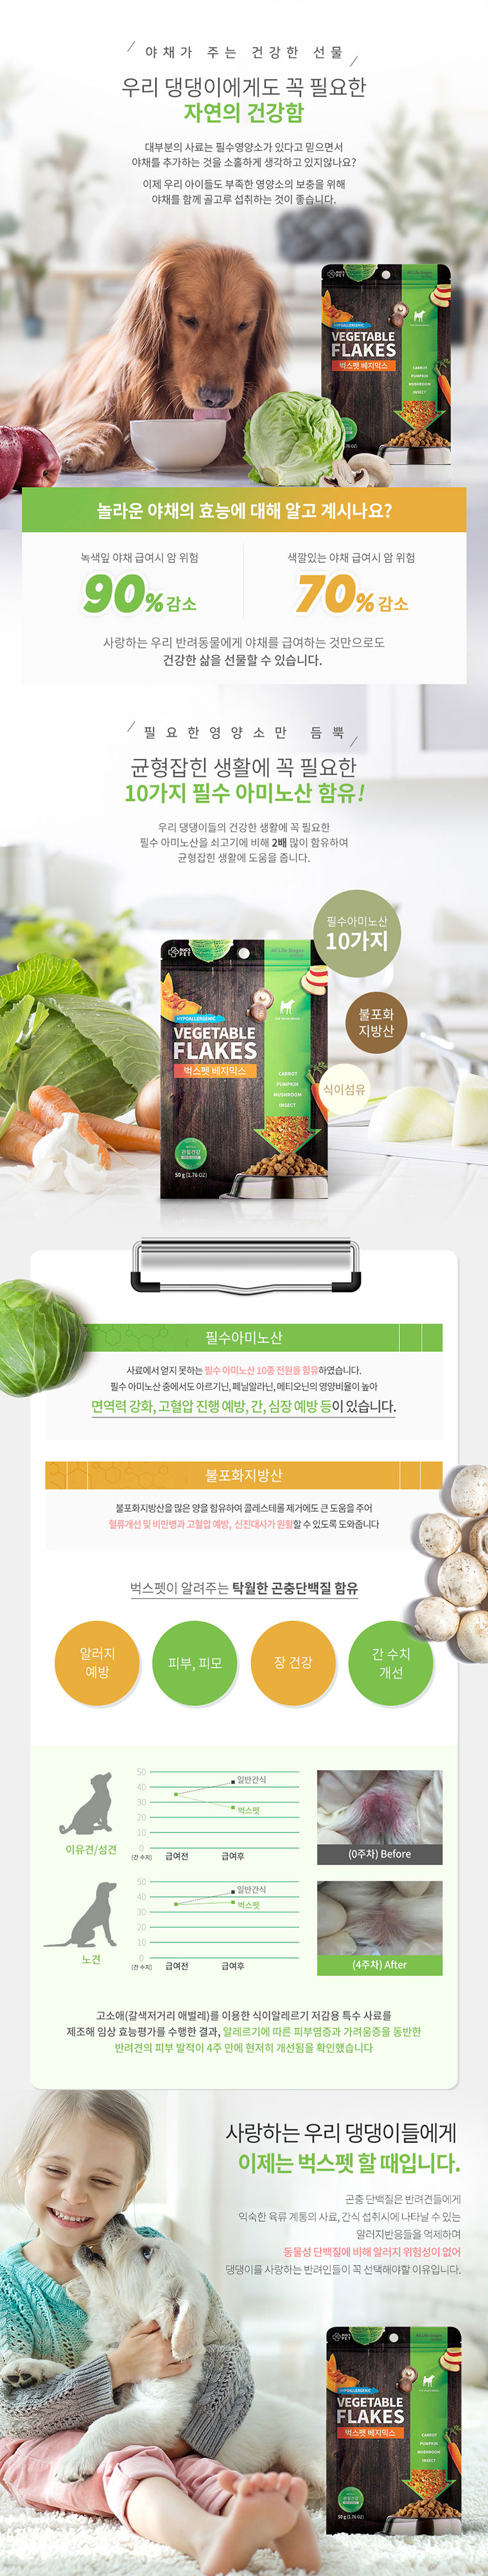 야채가 주는 건강한 선물
우리 댕댕이에게도 꼭 필요한
자연의 건강함
대부분의 사료는 필수영양소가 있다고 믿으면서
야채를 추가하는 것을 소홀하게 생각하고 있지않나요?
이제 우리 아이들도 부족한 영양소의 보충을 위해
야채를 함께 골고루 섭취하는 것이 좋습니다.
BUGS PET
All Life Stages
HYPOALLERGENIC
VEGETABLE
FLAKES
벅스펫 베지믹스
CARROT
PUMPKIN
MUSHROOM
INSECT
놀라운 야채의 효능에 대해 알고 계시나요?
녹색잎 야채 급여시 암 위험
90%감소
색깔있는 야채 급여시 암 위험
70%감소
사랑하는 우리 반려동물에게 야채를 급여하는 것만으로도
건강한 삶을 선물할 수 있습니다.
필요한영양소만 듬뿍
균형잡힌 생활에 꼭 필요한
10가지 필수 아미노산 함유!
우리 댕댕이들의 건강한 생활에 꼭 필요한
필수 아미노산을 쇠고기에 비해 2배 많이 함유하여
균형잡힌 생활에 도움을 줍니다.
필수아미노산
10가지
불포화
지방산
식이섬유
BUGS PET
All Life Stages
HYPOALLERGENIC
VEGETABLE
FLAKES
벅스펫 베지믹스
CARROT
PUMPKIN
MUSHROOM
INSECT
관절건강
50 g (1.76 OZ)
필수아미노산
사료에서 얻지 못하는 필수 아미노산 10종 전원을 함유하였습니다.
필수 아미노산 중에서도 아르기닌, 페닐알라닌, 메티오닌의 영양비율이 높아
면역력 강화, 고혈압 진행 예방, 간, 심장 예방 등이 있습니다.
불포화지방산
불포화지방산을 많은 양을 함유하여 콜레스테롤 제거에도 큰 도움을 주어
혈류개선 및 비만병과 고혈압 예방, 신진대사가 원활할 수 있도록 도와줍니다
벅스펫이 알려주는 탁월한 곤충단백질 함유
알러지
예방
피부, 피모
장 건강
간 수치
개선
50
40
30
20
10
0
(간 수치)
급여전
급여후
일반간식
벅스펫
이유견/성견
(0주차) Before
50
40
30
20
10
0
(간 수치)
급여전
급여후
일반간식
벅스펫
노견
(4주차) After
고소애(갈색저거리 애벌레)를 이용한 식이알레르기 저감용 특수 사료를
제조해 임상 효능평가를 수행한 결과, 알레르기에 따른 피부염증과 가려움증을 동반한
반려견의 피부 발적이 4주 만에 현저히 개선됨을 확인했습니다
사랑하는 우리 댕댕이들에게
이제는 벅스펫 할 때입니다.
곤충 단백질은 반려견들에게
익숙한 육류 계통의 사료, 간식 섭취시에 나타날 수 있는
알러지반응들을 억제하며
동물성 단백질에 비해 알러지 위험성이 없어
댕댕이를 사랑하는 반려인들이 꼭 선택해야할 이유입니다.
BUGS PET
All Life Stages
HYPOALLERGENIC
VEGETABLE
FLAKES
벅스펫 베지믹스
CARROT
PUMPKIN
MUSHROOM
INSECT
관절건강
50 g (1.76 OZ)